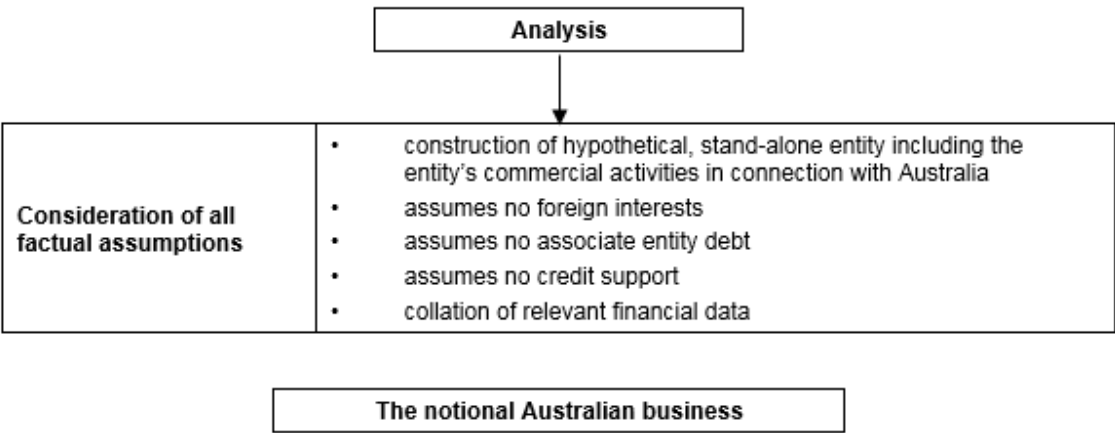 Analysis
Consideration of all
factual assumptions
• construction of hypothetical, stand-alone entity including the
entity's commercial activities in connection with Australia
• assumes no foreign interests
• assumes no associate entity debt
• assumes no credit support
• collation of relevant financial data
The notional Australian business